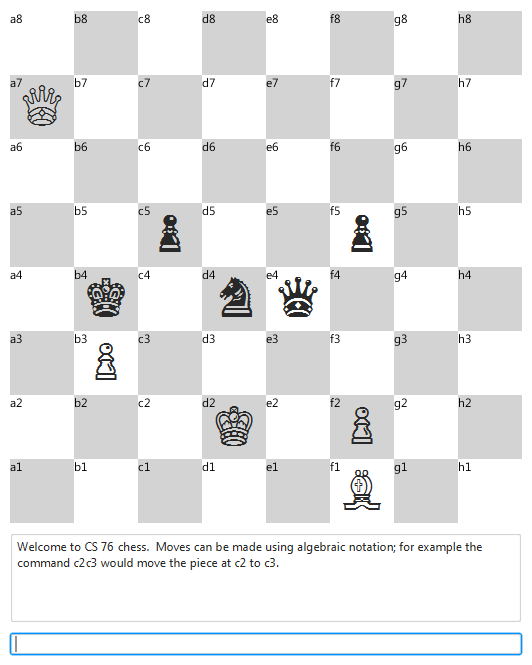 a8 b8 c8 d8 e8 f8 g8 h8
a7 b7 c7 d7 e7 f7 g7 h7
a6 b6 c6 d6 e6 f6 g6 h6
a5 b5 c5 d5 e5 f5 g5 h5
a4 b4 c4 d4 e4 f4 g4 h4
a3 b3 c3 d3 e3 f3 g3 h3
a2 b2 c2 d2 e2 f2 g2 h2
a1 b1 c1 d1 e1 f1 g1 h1
Welcome to CS 76 chess.  Moves can be made using algebraic notation; for example the
command c2c3 would move the piece at c2 to c3.